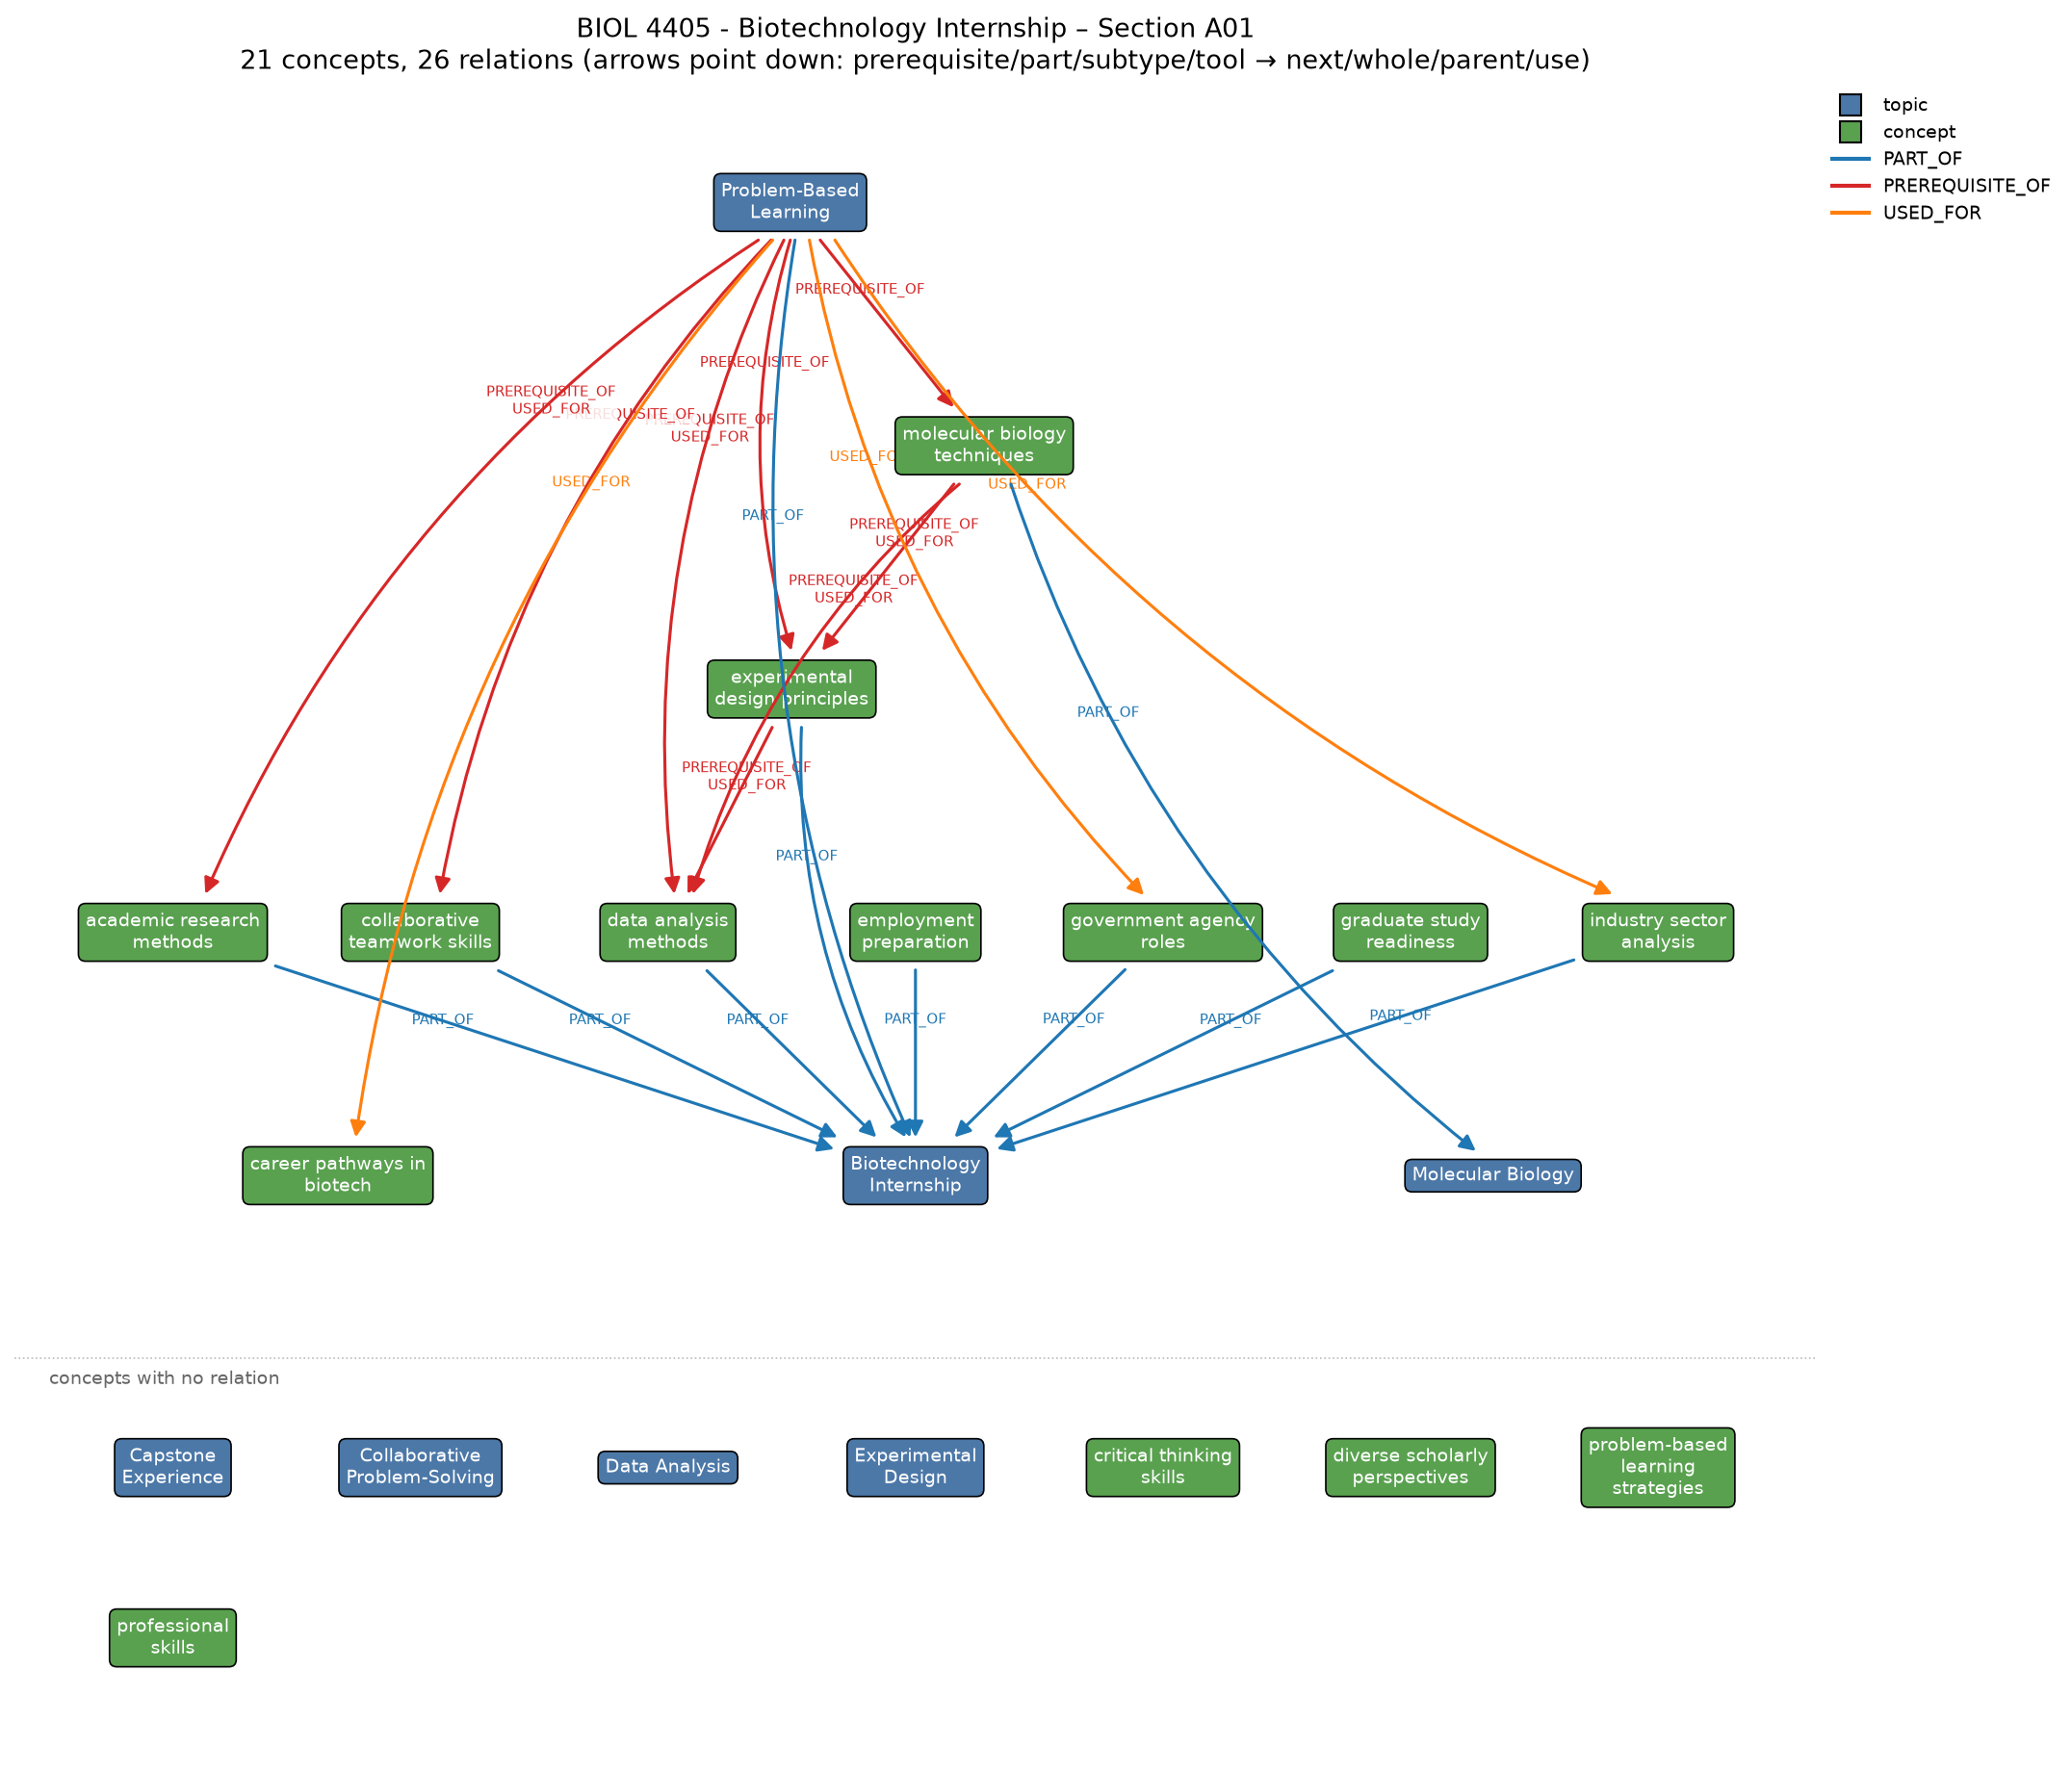 BIOL 4405 - Biotechnology Internship – Section A01
21 concepts, 26 relations (arrows point down: prerequisite/part/subtype/tool → next/whole/parent/use)
topic
concept
PART_OF
PREREQUISITE_OF
USED_FOR
Problem-Based
Learning
PREREQUISITE_OF
PREREQUISITE_OF
PREREQUISITE_OF
USED_FOR
PREREQUISITE_OF
PREREQUISITE_OF
USED_FOR
molecular biology
techniques
USED_FOR
USED_FOR
USED_FOR
PART_OF
PREREQUISITE_OF
USED_FOR
PREREQUISITE_OF
USED_FOR
experimental
design principles
PART_OF
PREREQUISITE_OF
USED_FOR
PART_OF
academic research
methods
collaborative
teamwork skills
data analysis
methods
employment
preparation
government agency
roles
graduate study
readiness
industry sector
analysis
PART_OF
PART_OF
PART_OF
PART_OF
PART_OF
PART_OF
PART_OF
career pathways in
biotech
Biotechnology
Internship
Molecular Biology
concepts with no relation
Capstone
Experience
Collaborative
Problem-Solving
Data Analysis
Experimental
Design
critical thinking
skills
diverse scholarly
perspectives
problem-based
learning
strategies
professional
skills